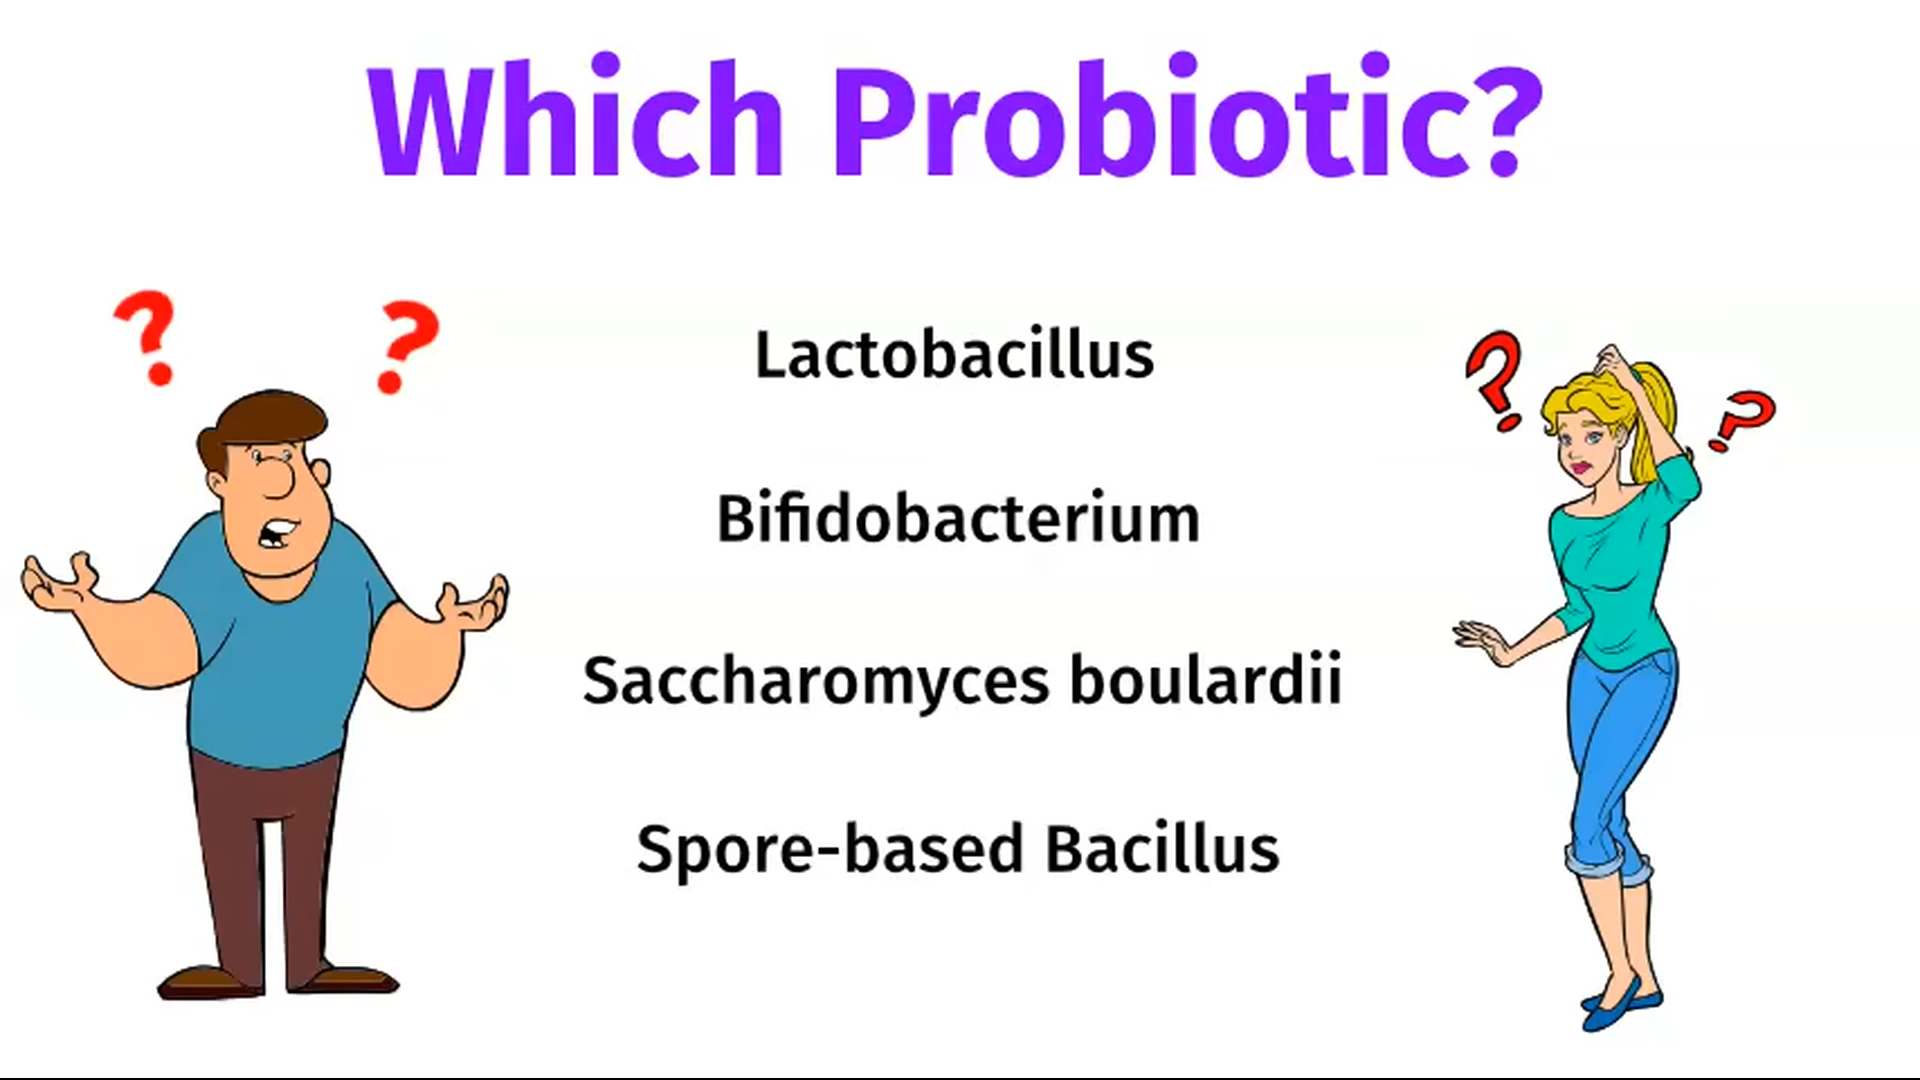 Which Probiotic?
? ?
Lactobacillus
? ?
Bifidobacterium
Saccharomyces boulardii
Spore-based Bacillus